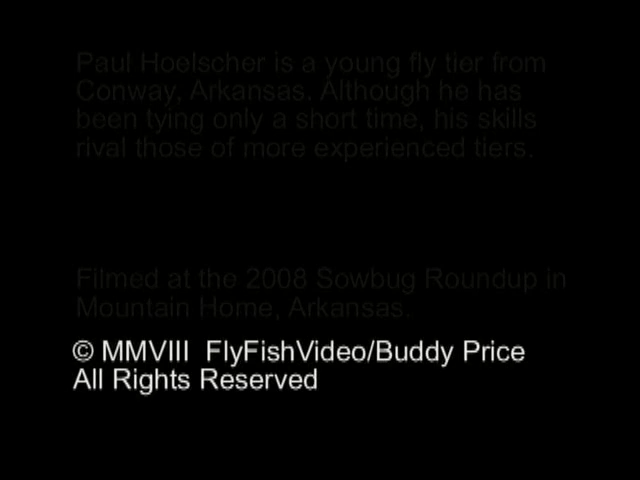 Paul Hoelscher is a young fly tier from
Conway, Arkansas. Although he has
been tying only a short time, his skills
rival those of more experienced tiers.
Filmed at the 2008 Sowbug Roundup in
Mountain Home, Arkansas.
© MMVIII FlyFishVideo/Buddy Price
All Rights Reserved